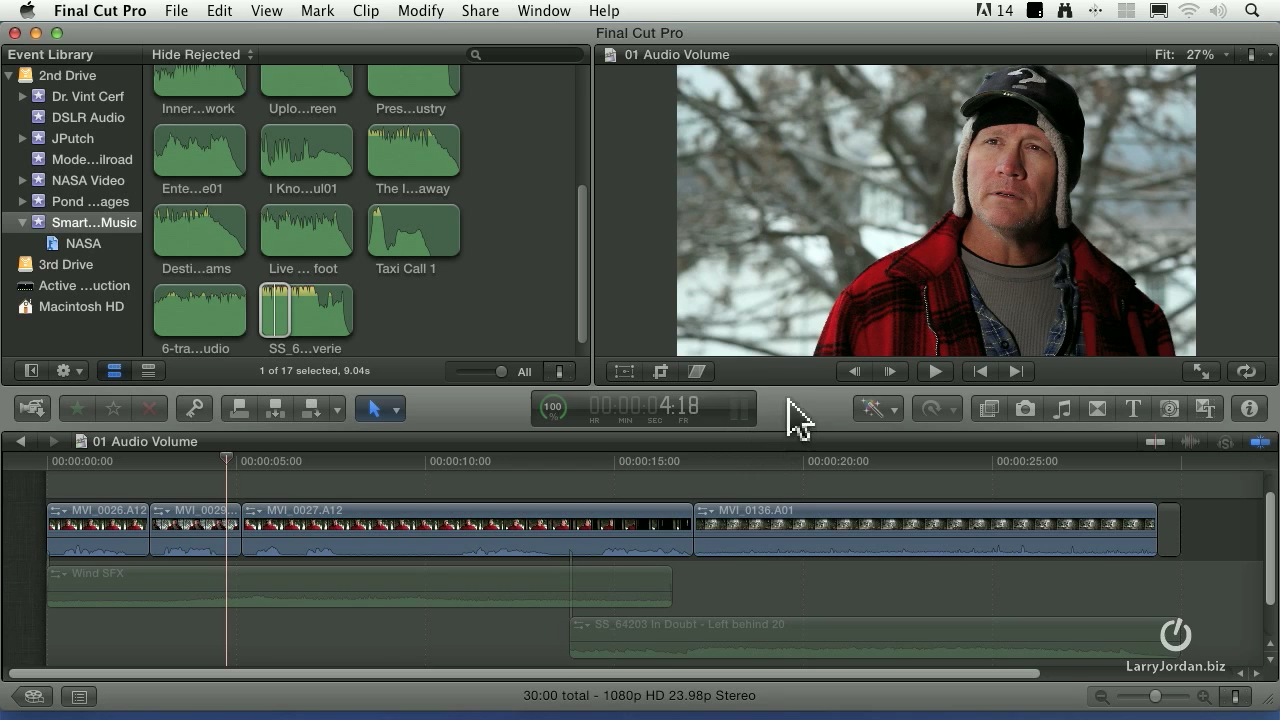 Final Cut Pro File Edit View Mark Clip Modify Share Window Help 14
Final Cut Pro
Event Library Hide Rejected
01 Audio Volume Fit: 27%
2nd Drive
Dr. Vint Cerf
DSLR Audio
JPutch
Mode...ilroad
NASA Video
Pond ...ages
Smart...Music
NASA
3rd Drive
Active ...uction
Macintosh HD
Inner...work Uplo...reen Pres...ustry
Ente...e01 I Kno...ul01 The I...away
Desti...ams Live ... foot Taxi Call 1
6-tra...udio SS_6...verie
1 of 17 selected, 9.04s All
100 % 00:00:04:18
HR MIN SEC FR
01 Audio Volume
00:00:00:00 00:00:05:00 00:00:10:00 00:00:15:00 00:00:20:00 00:00:25:00
MVI_0026.A12 MVI_0029... MVI_0027.A12 MVI_0136.A01
Wind SFX
SS_64203 In Doubt - Left behind 20
LarryJordan.biz
30:00 total - 1080p HD 23.98p Stereo